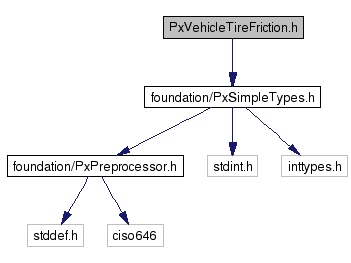 PxVehicleTireFriction.h
foundation/PxSimpleTypes.h
foundation/PxPreprocessor.h
stdint.h
inttypes.h
stddef.h
ciso646